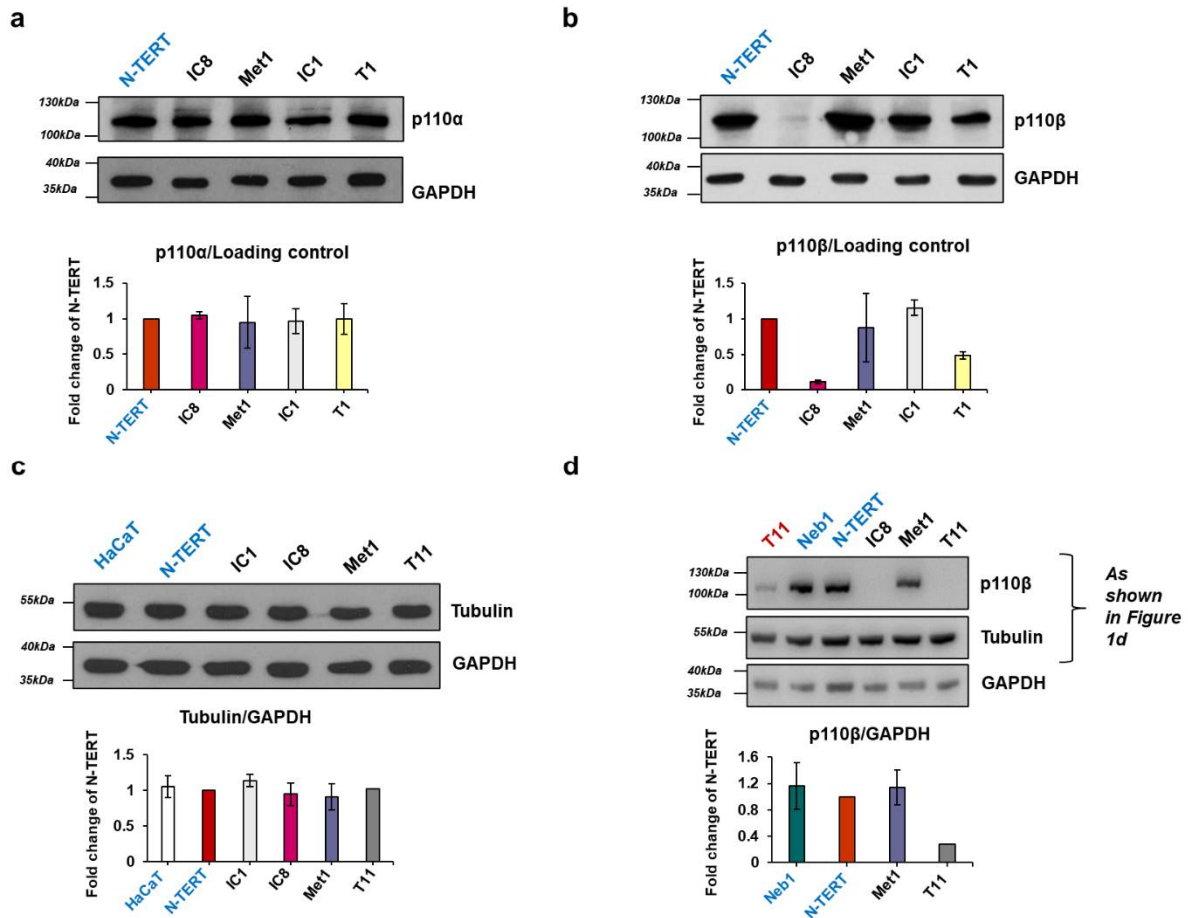 a
N-TERT IC8 Met1 IC1 T1
130kDa
100kDa
p110α
40kDa
35kDa
GAPDH
p110α/Loading control
Fold change of N-TERT
1.5
1
0.5
0
N-TERT IC8 Met1 IC1 T1
b
N-TERT IC8 Met1 IC1 T1
130kDa
100kDa
p110β
40kDa
35kDa
GAPDH
p110β/Loading control
Fold change of N-TERT
1.5
1
0.5
0
N-TERT IC8 Met1 IC1 T1
c
HaCaT N-TERT IC1 IC8 Met1 T11
55kDa
Tubulin
40kDa
35kDa
GAPDH
Tubulin/GAPDH
Fold change of N-TERT
1.5
1
0.5
0
HaCaT N-TERT IC1 IC8 Met1 T11
d
T11 Neb1 N-TERT IC8 Met1 T11
130kDa
100kDa
p110β
55kDa
Tubulin
40kDa
35kDa
GAPDH
As
shown
in Figure
1d
p110β/GAPDH
Fold change of N-TERT
1.6
1.2
0.8
0.4
0
Neb1 N-TERT Met1 T11